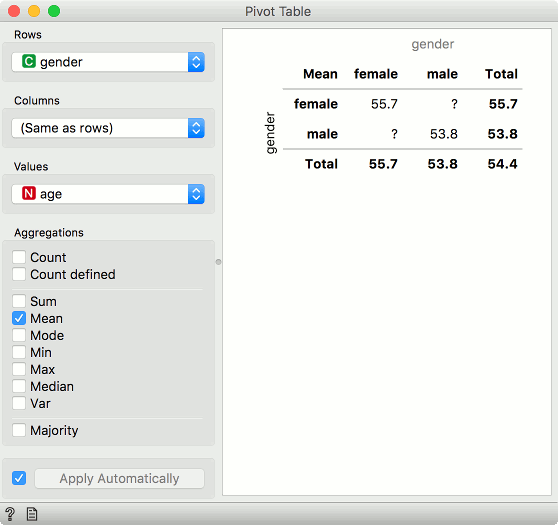 Pivot Table
Rows
C gender
Columns
(Same as rows)
Values
N age
Aggregations
Count
Count defined
Sum
Mean
Mode
Min
Max
Median
Var
Majority
Apply Automatically
?
gender
gender
Mean female male Total
female 55.7 ? 55.7
male ? 53.8 53.8
Total 55.7 53.8 54.4